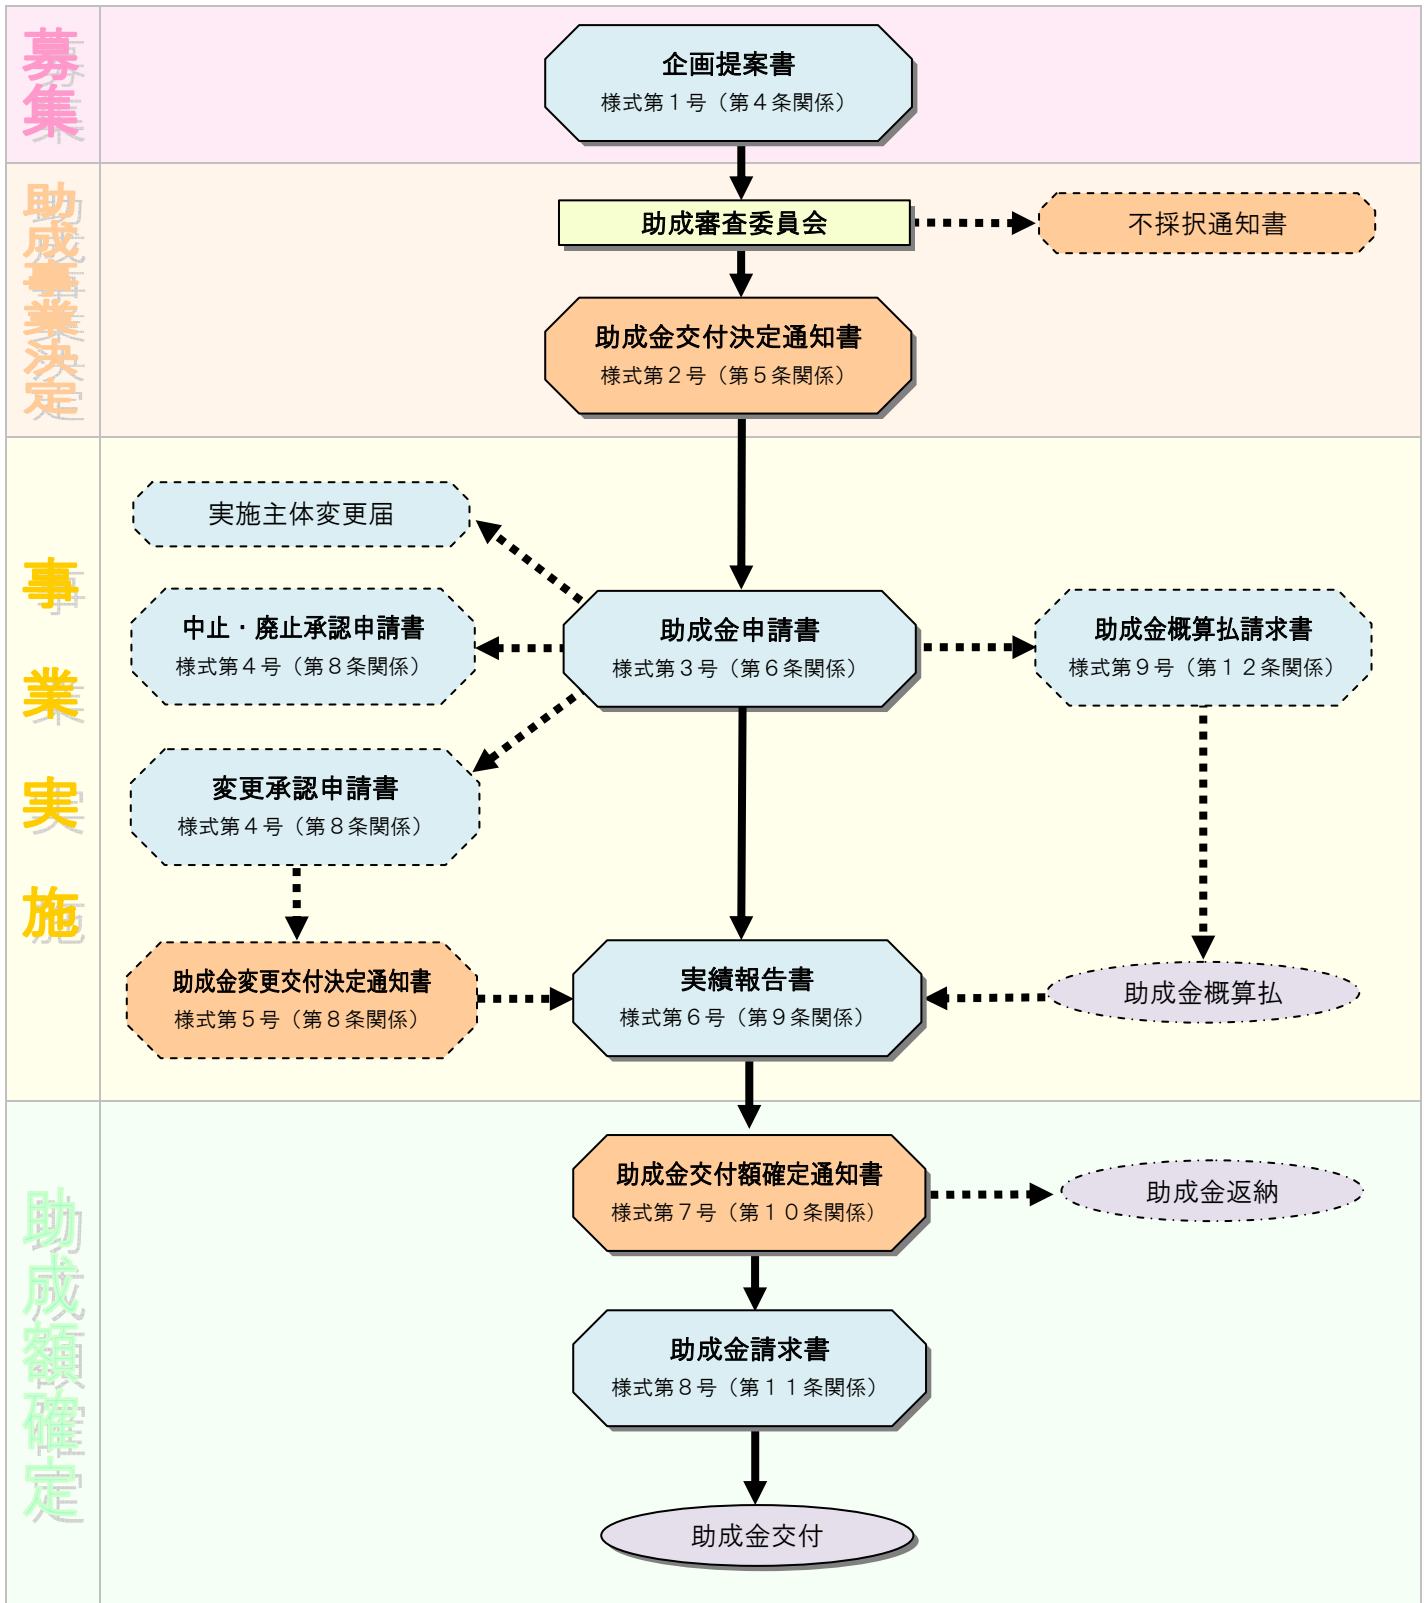 募集
企画提案書
様式第１号（第４条関係）
助成事業決定
助成審査委員会
不採択通知書
助成金交付決定通知書
様式第２号（第５条関係）
事業実施
実施主体変更届
中止・廃止承認申請書
様式第４号（第８条関係）
助成金申請書
様式第３号（第６条関係）
助成金概算払請求書
様式第９号（第１２条関係）
変更承認申請書
様式第４号（第８条関係）
助成金変更交付決定通知書
様式第５号（第８条関係）
実績報告書
様式第６号（第９条関係）
助成金概算払
助成額確定
助成金交付額確定通知書
様式第７号（第１０条関係）
助成金返納
助成金請求書
様式第８号（第１１条関係）
助成金交付